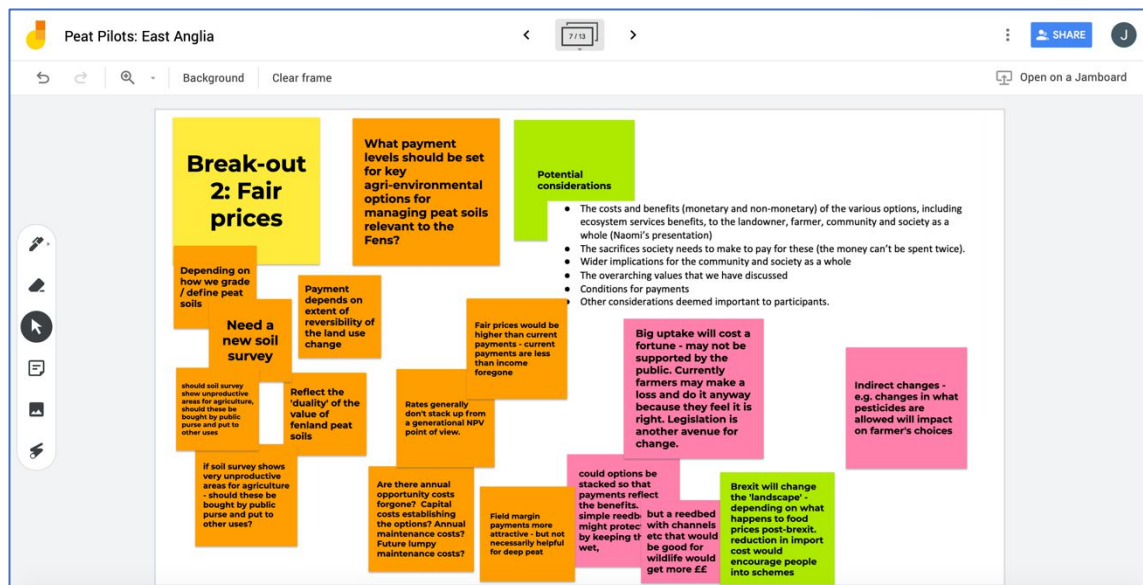 Peat Pilots: East Anglia
7 / 13
SHARE
J
Background
Clear frame
Open on a Jamboard
Break-out
2: Fair
prices
What payment
levels should be set
for key
agri-environmental
options for
managing peat soils
relevant to the
Fens?
Potential
considerations
● The costs and benefits (monetary and non-monetary) of the various options, including
ecosystem services benefits, to the landowner, farmer, community and society as a
whole (Naomi's presentation)
● The sacrifices society needs to make to pay for these (the money can't be spent twice).
● Wider implications for the community and society as a whole
● The overarching values that we have discussed
● Conditions for payments
● Other considerations deemed important to participants.
Depending on
how we grade
/ define peat
soils
Need a
new soil
survey
Payment
depends on
extent of
reversibility of
the land use
change
should soil survey
show unproductive
areas for agriculture,
should these be
bought by public
purse and put to
other uses
Reflect the
'duality' of the
value of
fenland peat
soils
if soil survey shows
very unproductive
areas for agriculture
- should these be
bought by public
purse and put to
other uses?
Fair prices would be
higher than current
payments - current
payments are less
than income
foregone
Rates generally
don't stack up from
a generational NPV
point of view.
Are there annual
opportunity costs
forgone? Capital
costs establishing
the options? Annual
maintenance costs?
Future lumpy
maintenance costs?
Field margin
payments more
attractive - but not
necessarily helpful
for deep peat
Big uptake will cost a
fortune - may not be
supported by the
public. Currently
farmers may make a
loss and do it anyway
because they feel it is
right. Legislation is
another avenue for
change.
Indirect changes -
e.g. changes in what
pesticides are
allowed will impact
on farmer's choices
could options be
stacked so that
payments reflect
the benefits.
simple
might
by keeping
wet,
but a reedbed
with channels
etc that would
be good for
wildlife would
get more ££
Brexit will change
the 'landscape' -
depending on what
happens to food
prices post-brexit.
reduction in import
cost would
encourage people
into schemes